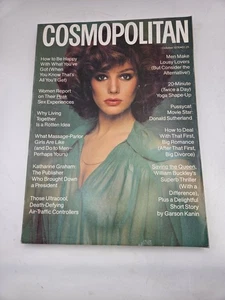 COSMOPOLITAN
How to Be Happy
With What You've
Got (When
You Know That's
All You'll Get)
Women Report
on Their First
Sex Experiences
Why Living
Together
Is a Rotten Idea
What Massage-Parlor
Girls Are Like
(and Do to Men)
Perhaps Young
Katharine Graham:
The Publisher
Who Brought Down
a President
Those Ultracool,
Death-Defying
Air-Traffic Controllers
Men Make
Lousy Lovers
(But Consider the
Alternative!)
20-Minute
(Twice a Day)
Yoga Shape-Up
Pussycat
Movie Star
Donald Sutherland
How to Deal
With That First,
Big Romance
(After That First,
Big Divorce)
Saving the Queen,
William Buckley's
Superb Thriller
(With a
Difference),
Plus a Delightful
Short Story
by Garson Kanin